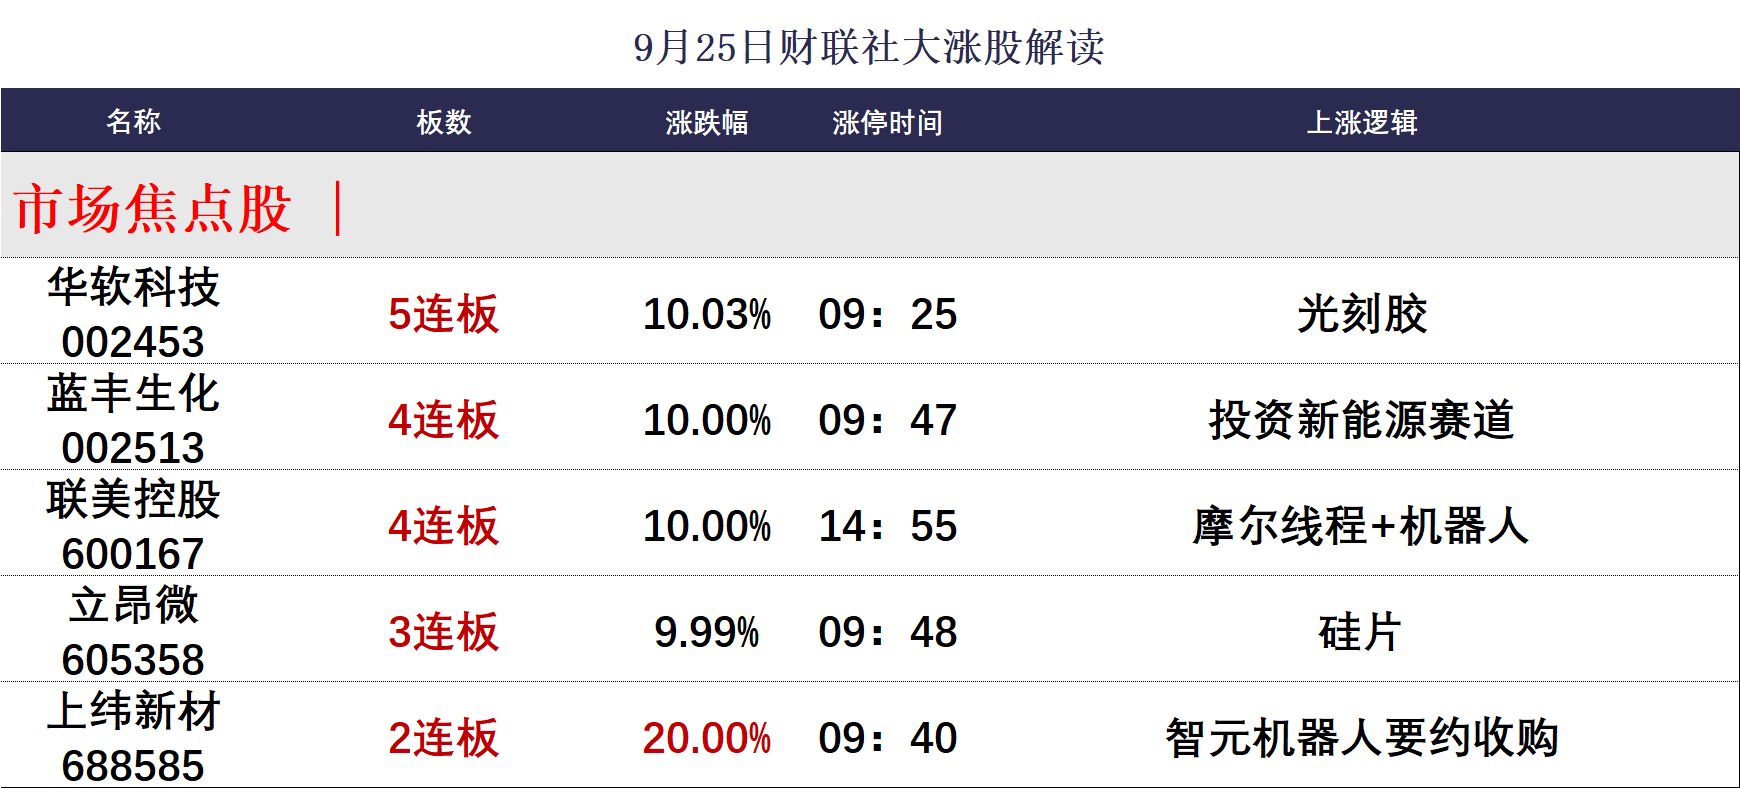 9月25日财联社大涨股解读
名称 板数 涨跌幅 涨停时间 上涨逻辑
市场焦点股 ｜
华软科技
002453 5连板 10.03% 09：25 光刻胶
蓝丰生化
002513 4连板 10.00% 09：47 投资新能源赛道
联美控股
600167 4连板 10.00% 14：55 摩尔线程+机器人
立昂微
605358 3连板 9.99% 09：48 硅片
上纬新材
688585 2连板 20.00% 09：40 智元机器人要约收购